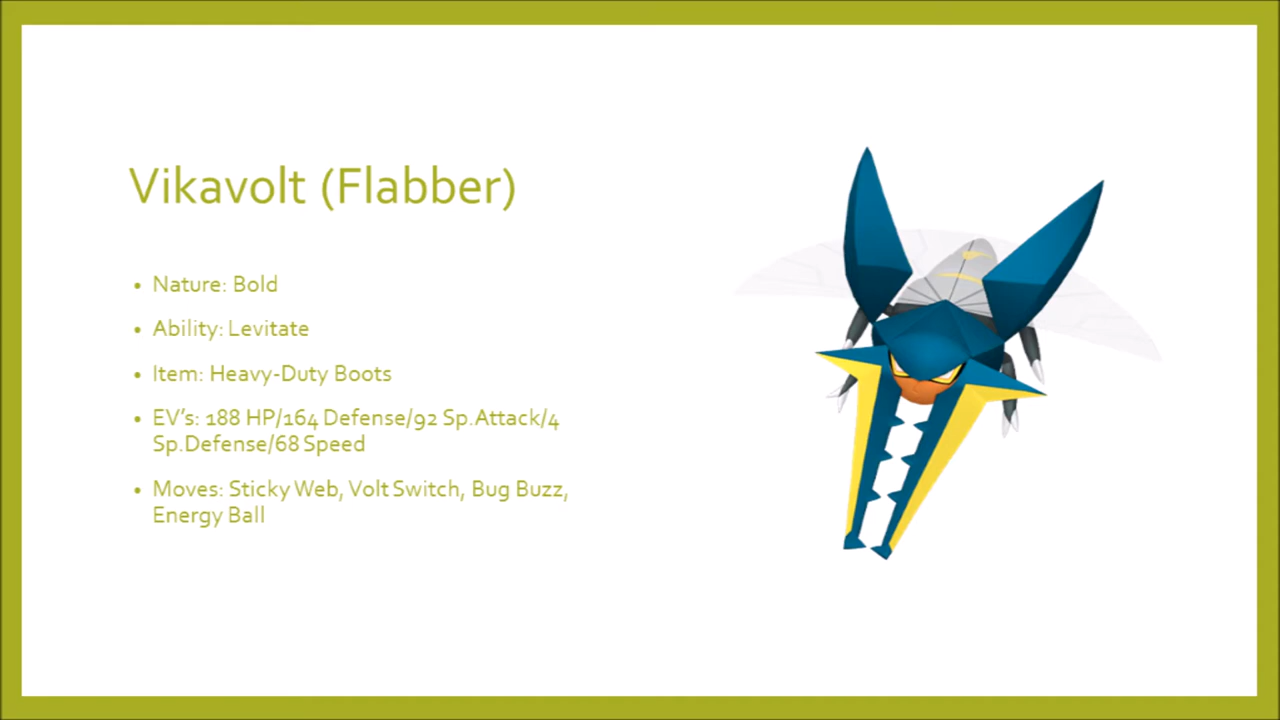 Vikavolt (Flabber)
• Nature: Bold
• Ability: Levitate
• Item: Heavy-Duty Boots
• EV's: 188 HP/164 Defense/92 Sp.Attack/4
Sp.Defense/68 Speed
• Moves: Sticky Web, Volt Switch, Bug Buzz,
Energy Ball